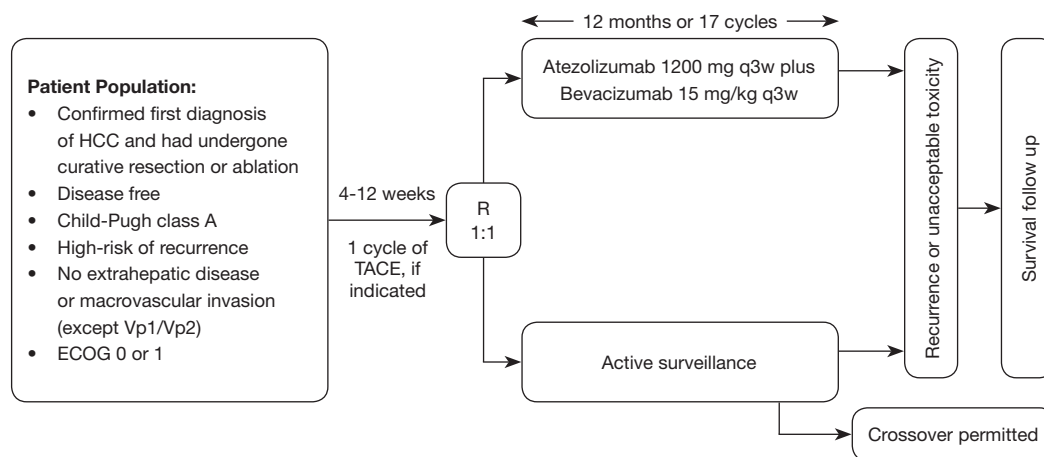 Patient Population:
• Confirmed first diagnosis
of HCC and had undergone
curative resection or ablation
• Disease free
• Child-Pugh class A
• High-risk of recurrence
• No extrahepatic disease
or macrovascular invasion
(except Vp1/Vp2)
• ECOG 0 or 1
4-12 weeks
1 cycle of
TACE, if
indicated
R
1:1
12 months or 17 cycles
Atezolizumab 1200 mg q3w plus
Bevacizumab 15 mg/kg q3w
Active surveillance
Crossover permitted
Recurrence or unacceptable toxicity
Survival follow up